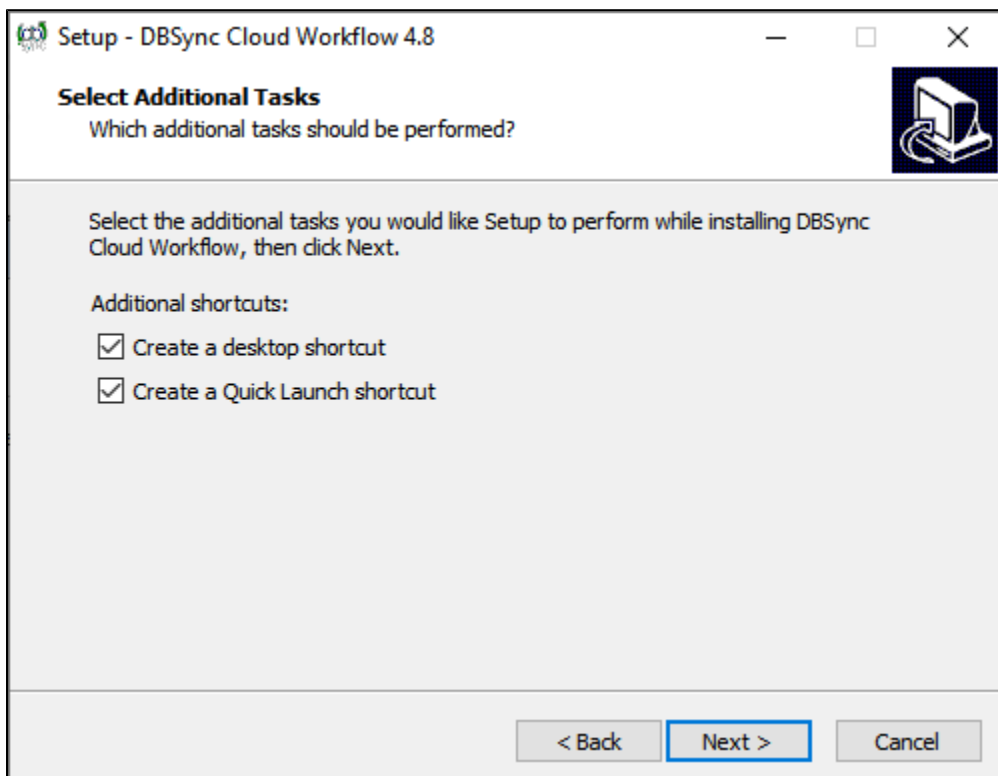 Setup - DBSync Cloud Workflow 4.8
Select Additional Tasks
Which additional tasks should be performed?
Select the additional tasks you would like Setup to perform while installing DBSync
Cloud Workflow, then click Next.
Additional shortcuts:
Create a desktop shortcut
Create a Quick Launch shortcut
< Back
Next >
Cancel